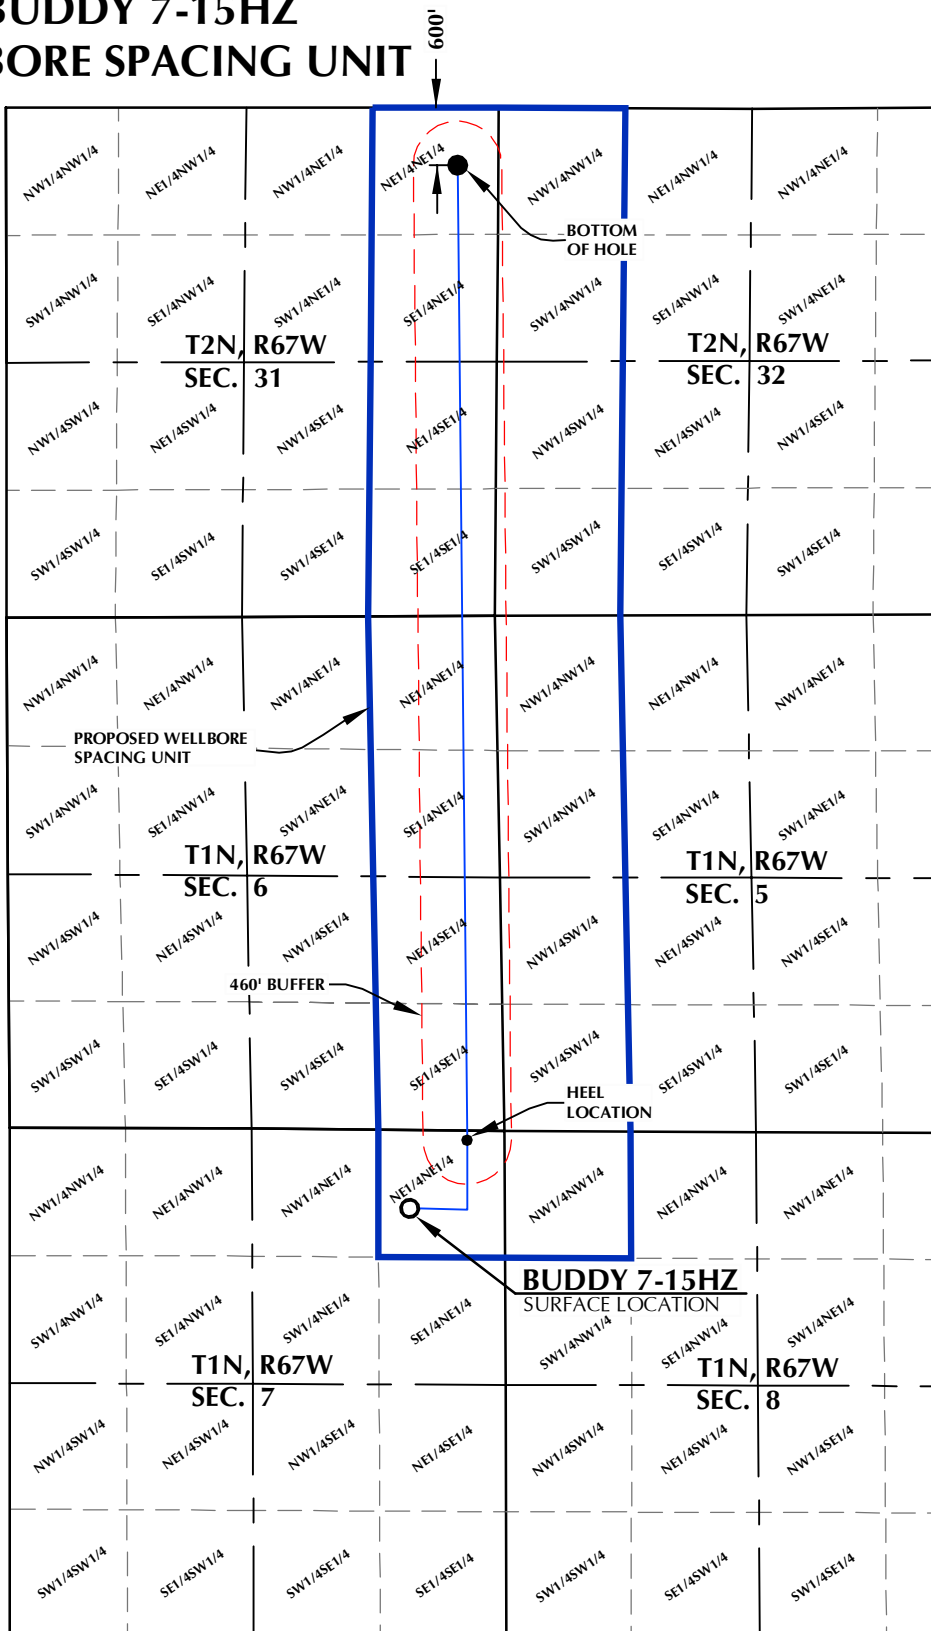 BUDDY 7-15HZ
BORE SPACING UNIT
600'
NW1/4NW1/4 NE1/4NW1/4 NW1/4NE1/4 NE1/4NE1/4 NW1/4NW1/4 NE1/4NW1/4 NW1/4NE1/4
BOTTOM
OF HOLE
SW1/4NW1/4 SE1/4NW1/4 SW1/4NE1/4 SE1/4NE1/4 SW1/4NW1/4 SE1/4NW1/4 SW1/4NE1/4
T2N, R67W
SEC. 31
T2N, R67W
SEC. 32
NW1/4SW1/4 NE1/4SW1/4 NW1/4SE1/4 NE1/4SE1/4 NW1/4SW1/4 NE1/4SW1/4 NW1/4SE1/4
SW1/4SW1/4 SE1/4SW1/4 SW1/4SE1/4 SE1/4SE1/4 SW1/4SW1/4 SE1/4SW1/4 SW1/4SE1/4
NW1/4NW1/4 NE1/4NW1/4 NW1/4NE1/4 NE1/4NE1/4 NW1/4NW1/4 NE1/4NW1/4 NW1/4NE1/4
PROPOSED WELLBORE
SPACING UNIT
SW1/4NW1/4 SE1/4NW1/4 SW1/4NE1/4 SE1/4NE1/4 SW1/4NW1/4 SE1/4NW1/4 SW1/4NE1/4
T1N, R67W
SEC. 6
T1N, R67W
SEC. 5
NW1/4SW1/4 NE1/4SW1/4 NW1/4SE1/4 NE1/4SE1/4 NW1/4SW1/4 NE1/4SW1/4 NW1/4SE1/4
460' BUFFER
SW1/4SW1/4 SE1/4SW1/4 SW1/4SE1/4 SE1/4SE1/4 SW1/4SW1/4 SE1/4SW1/4 SW1/4SE1/4
HEEL
LOCATION
NW1/4NW1/4 NE1/4NW1/4 NW1/4NE1/4 NE1/4NE1/4 NW1/4NW1/4 NE1/4NW1/4 NW1/4NE1/4
BUDDY 7-15HZ
SURFACE LOCATION
SW1/4NW1/4 SE1/4NW1/4 SW1/4NE1/4 SE1/4NE1/4 SW1/4NW1/4 SE1/4NW1/4 SW1/4NE1/4
T1N, R67W
SEC. 7
T1N, R67W
SEC. 8
NW1/4SW1/4 NE1/4SW1/4 NW1/4SE1/4 NE1/4SE1/4 NW1/4SW1/4 NE1/4SW1/4 NW1/4SE1/4
SW1/4SW1/4 SE1/4SW1/4 SW1/4SE1/4 SE1/4SE1/4 SW1/4SW1/4 SE1/4SW1/4 SW1/4SE1/4